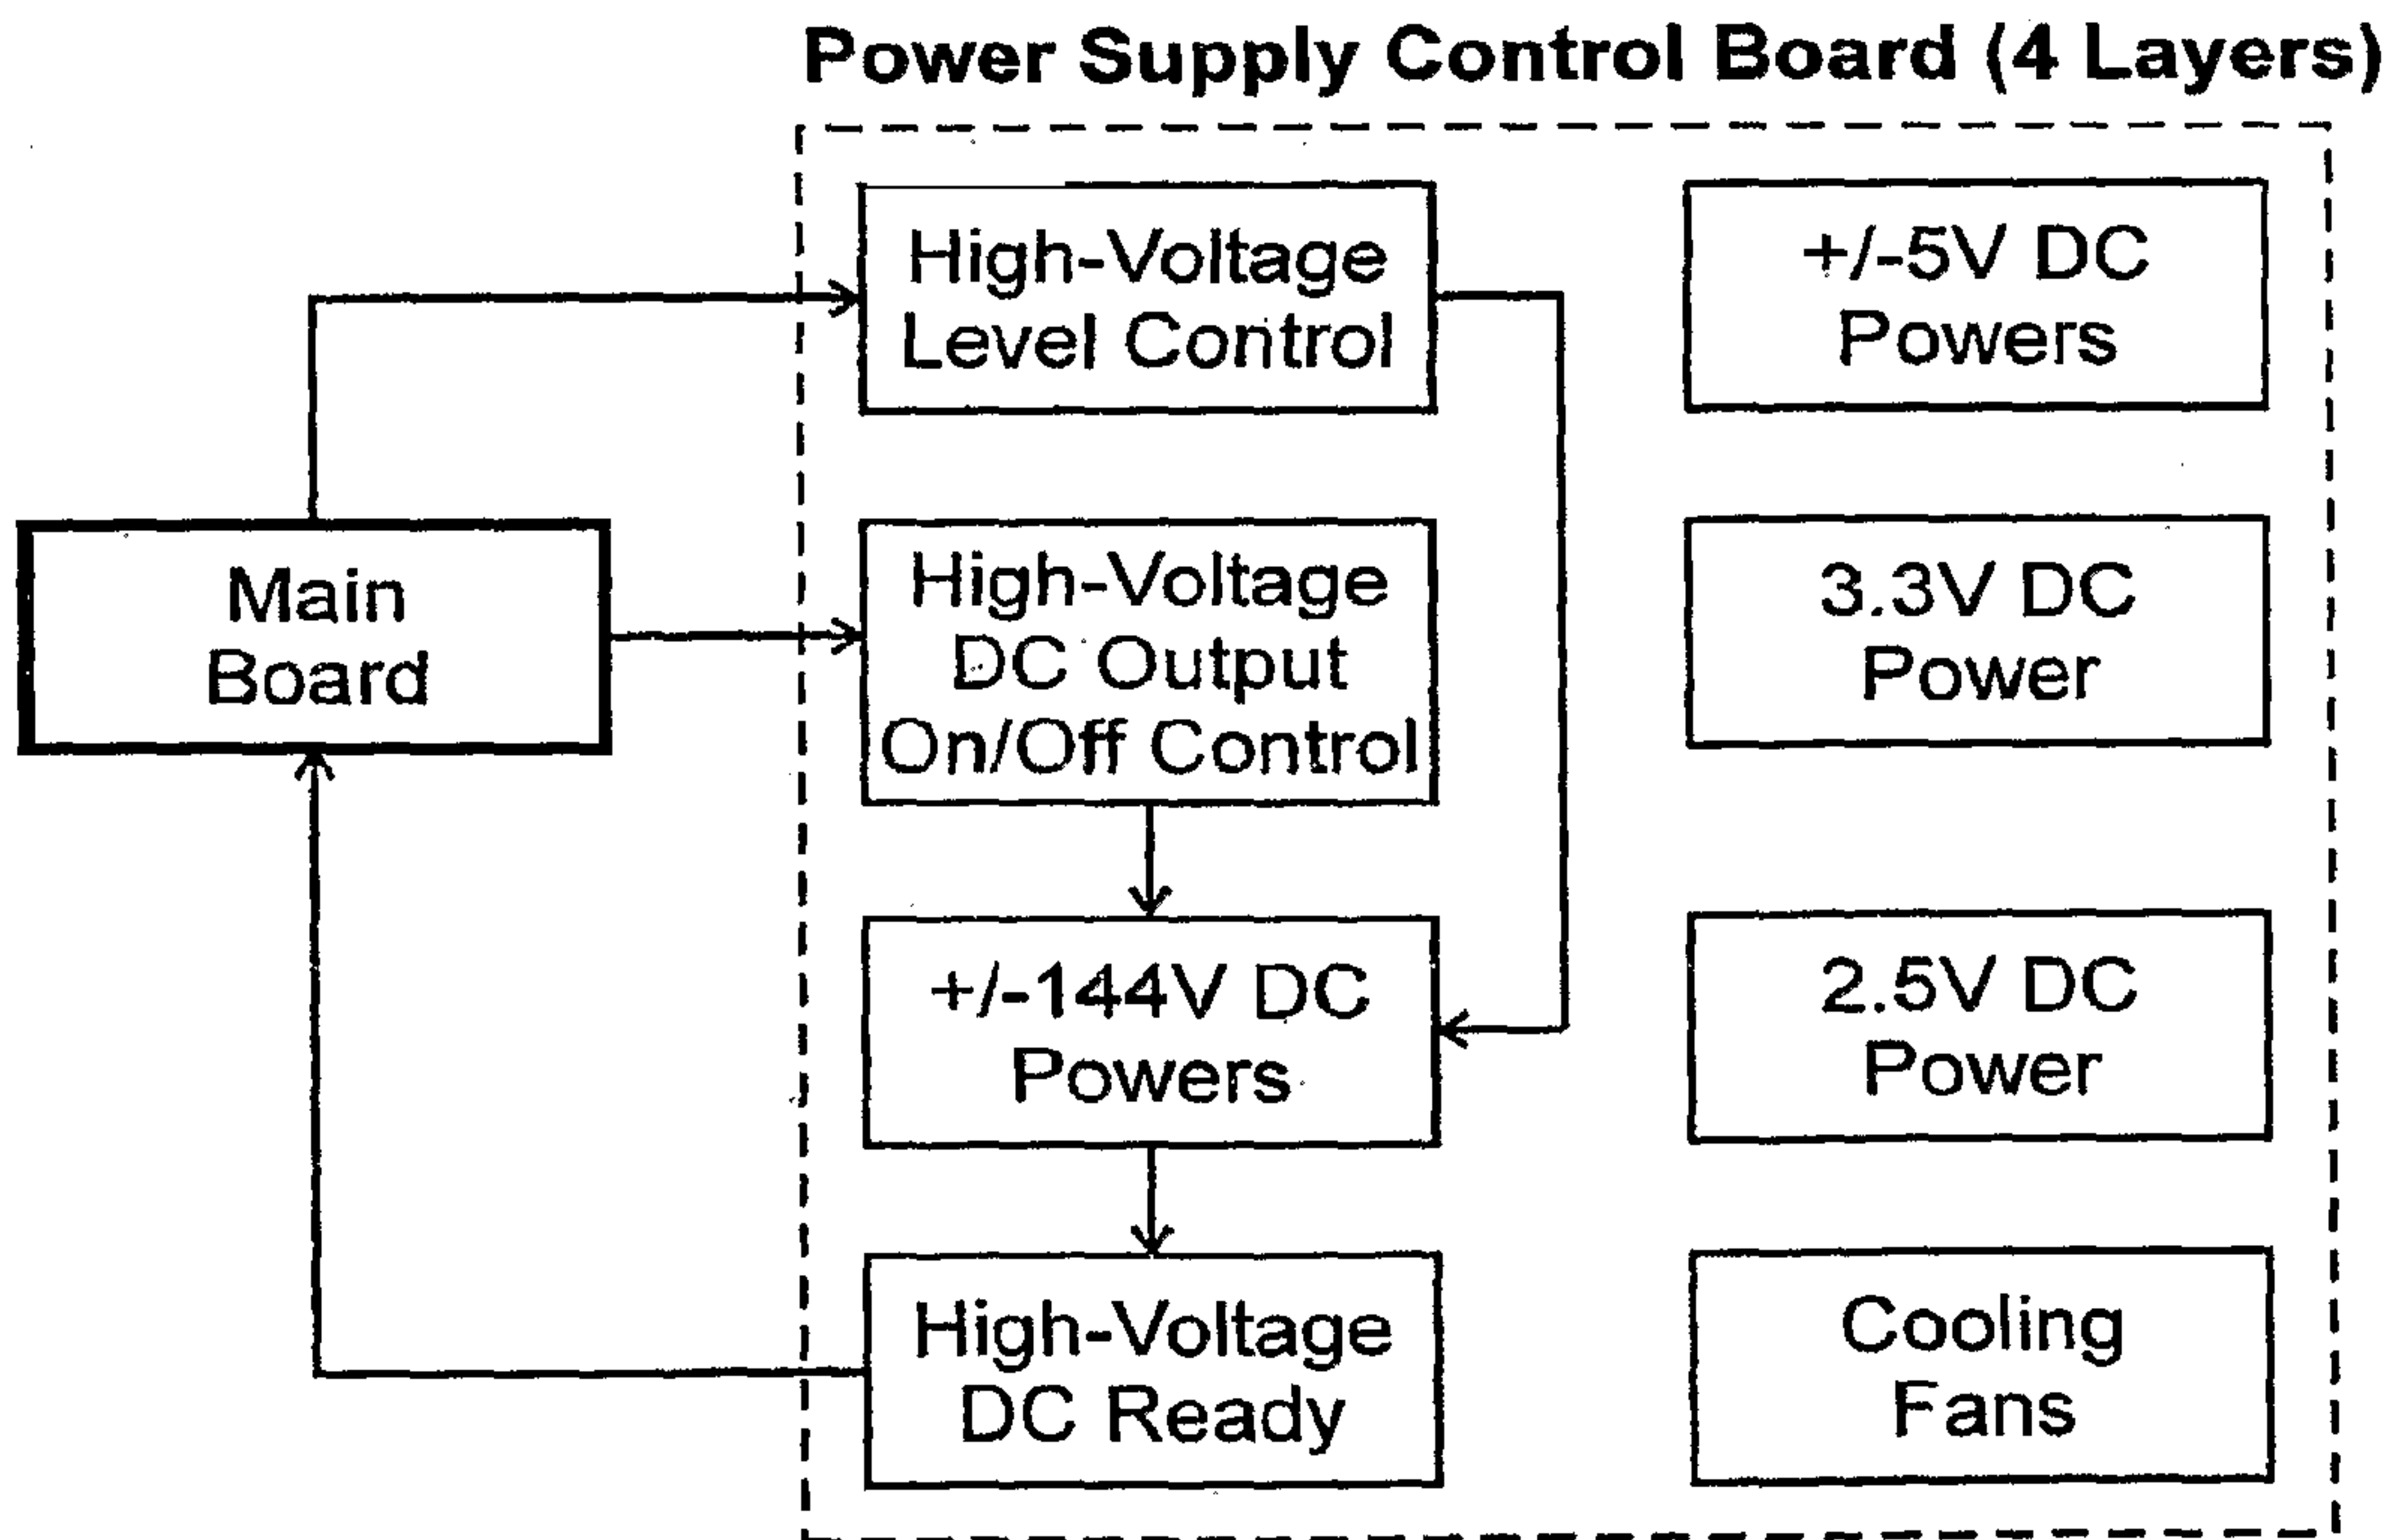 Power Supply Control Board (4 Layers)
High-Voltage
Level Control
+/-5V DC
Powers
Main
Board
High-Voltage
DC Output
On/Off Control
3.3V DC
Power
+/-144V DC
Powers
2.5V DC
Power
High-Voltage
DC Ready
Cooling
Fans